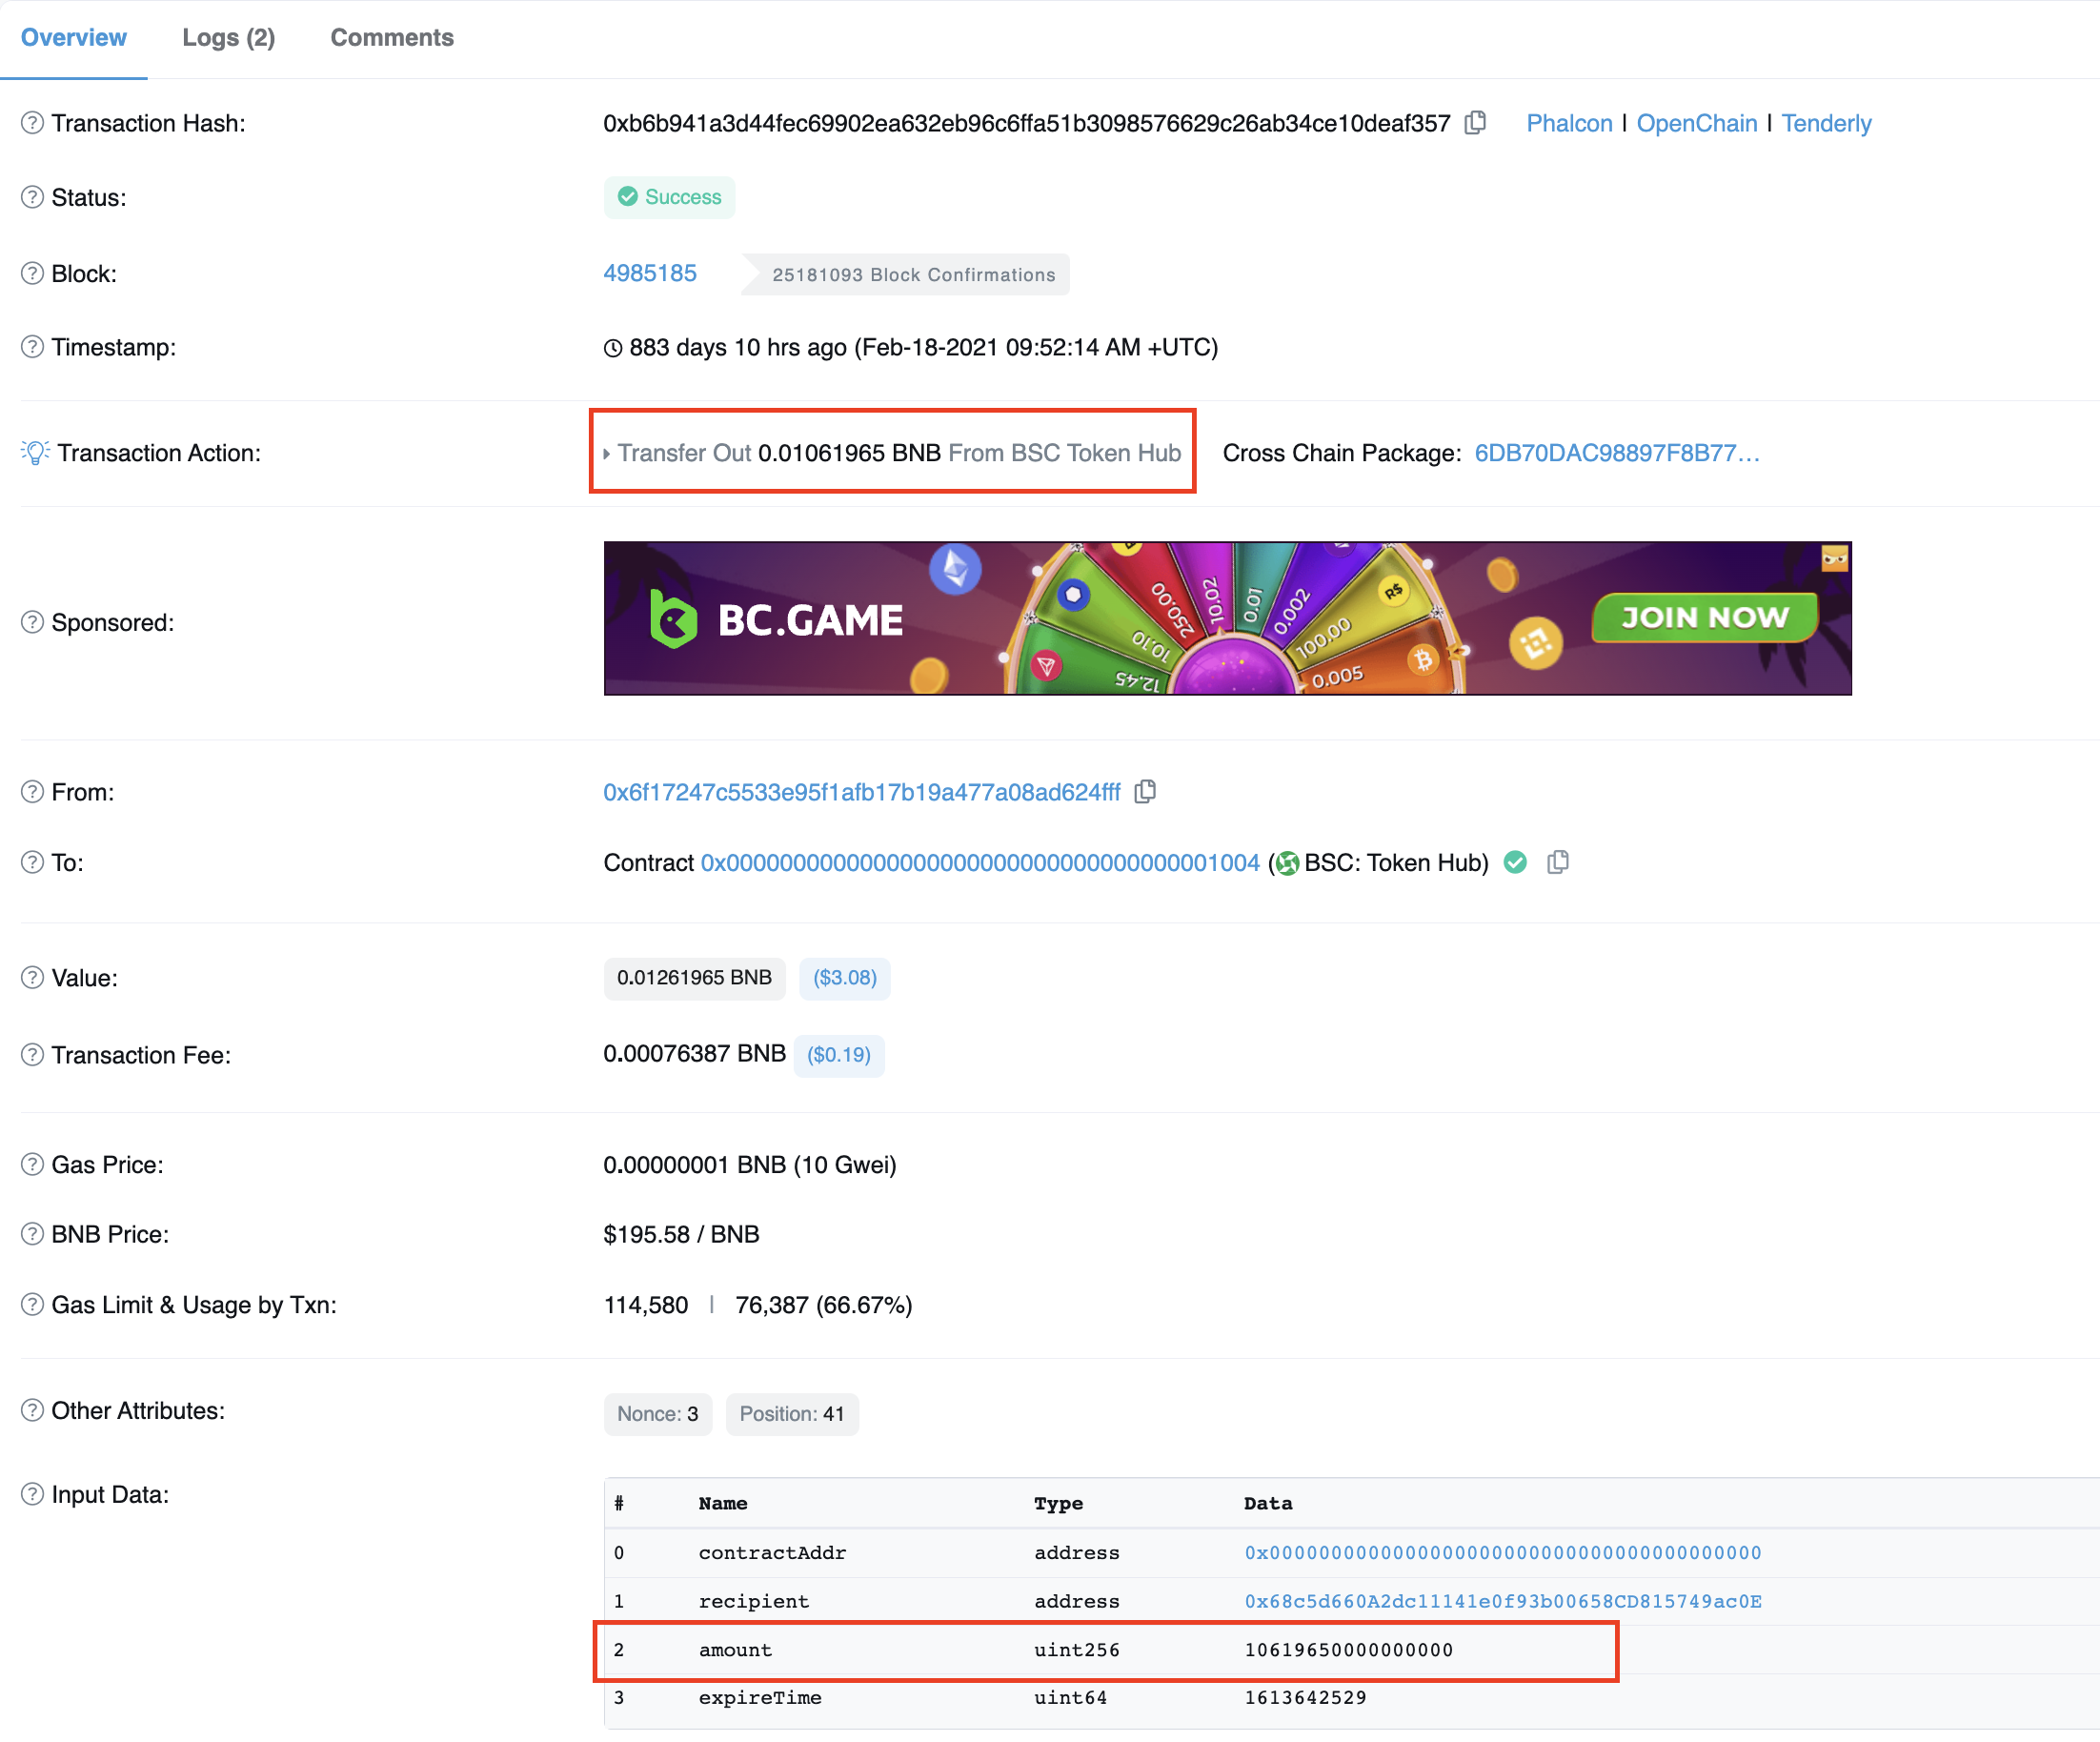 Overview Logs (2) Comments
Transaction Hash: 0xb6b941a3d44fec69902ea632eb96c6ffa51b3098576629c26ab34ce10deaf357 Phalcon | OpenChain | Tenderly
Status: Success
Block: 4985185 25181093 Block Confirmations
Timestamp: 883 days 10 hrs ago (Feb-18-2021 09:52:14 AM +UTC)
Transaction Action: Transfer Out 0.01061965 BNB From BSC Token Hub Cross Chain Package: 6DB70DAC98897F8B77...
Sponsored:
BC.GAME
12.45 10.10 250.00 10.02 0.01 0.002 100.00 0.005
R$
JOIN NOW
From: 0x6f17247c5533e95f1afb17b19a477a08ad624fff
To: Contract 0x0000000000000000000000000000000000001004 (BSC: Token Hub)
Value: 0.01261965 BNB ($3.08)
Transaction Fee: 0.00076387 BNB ($0.19)
Gas Price: 0.00000001 BNB (10 Gwei)
BNB Price: $195.58 / BNB
Gas Limit & Usage by Txn: 114,580 | 76,387 (66.67%)
Other Attributes: Nonce: 3 Position: 41
Input Data:
# Name Type Data
0 contractAddr address 0x0000000000000000000000000000000000000000
1 recipient address 0x68c5d660A2dc11141e0f93b00658CD815749ac0E
2 amount uint256 10619650000000000
3 expireTime uint64 1613642529